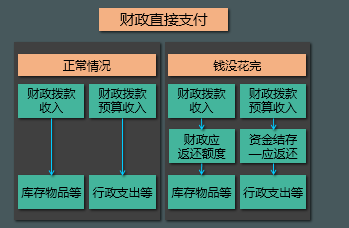 财政直接支付
正常情况
钱没花完
财政拨款
收入
财政拨款
预算收入
财政拨款
收入
财政拨款
预算收入
财政应
返还额度
资金结存
—应返还
库存物品等
行政支出等
库存物品等
行政支出等